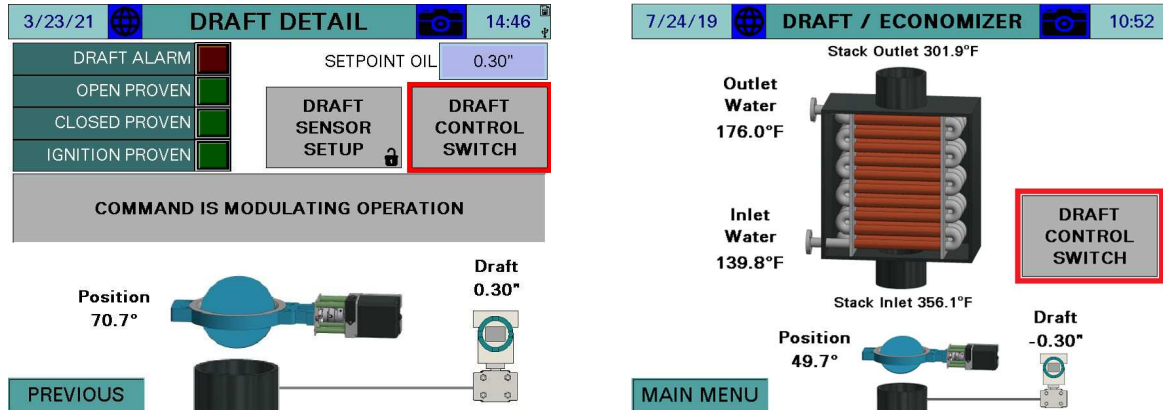 3/23/21
DRAFT DETAIL
14:46
DRAFT ALARM
OPEN PROVEN
CLOSED PROVEN
IGNITION PROVEN
SETPOINT OIL
0.30"
DRAFT
SENSOR
SETUP
DRAFT
CONTROL
SWITCH
COMMAND IS MODULATING OPERATION
Position
70.7°
Draft
0.30"
PREVIOUS
7/24/19
DRAFT / ECONOMIZER
10:52
Stack Outlet 301.9°F
Outlet
Water
176.0°F
Inlet
Water
139.8°F
DRAFT
CONTROL
SWITCH
Stack Inlet 356.1°F
Position
49.7°
Draft
-0.30"
MAIN MENU